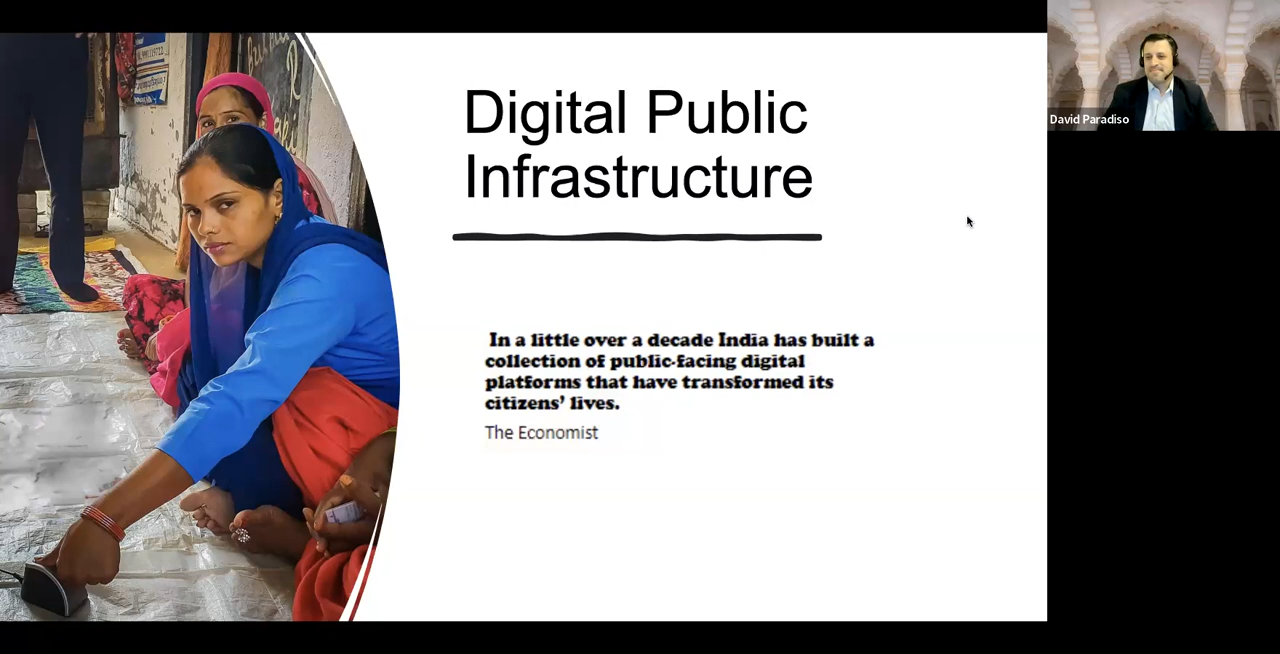 Digital Public
Infrastructure
In a little over a decade India has built a
collection of public-facing digital
platforms that have transformed its
citizens’ lives.
The Economist
David Paradiso